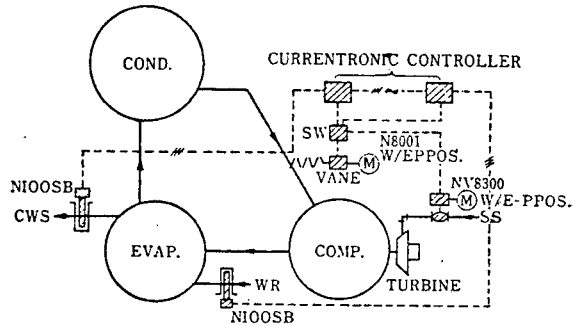 COND.
CURRENTRONIC CONTROLLER
SW
N8001
W/EPPOS.
M
VANE
N100SB
CWS
NV8300
M
W/E-PPOS.
SS
EVAP.
COMP.
TURBINE
WR
N100SB